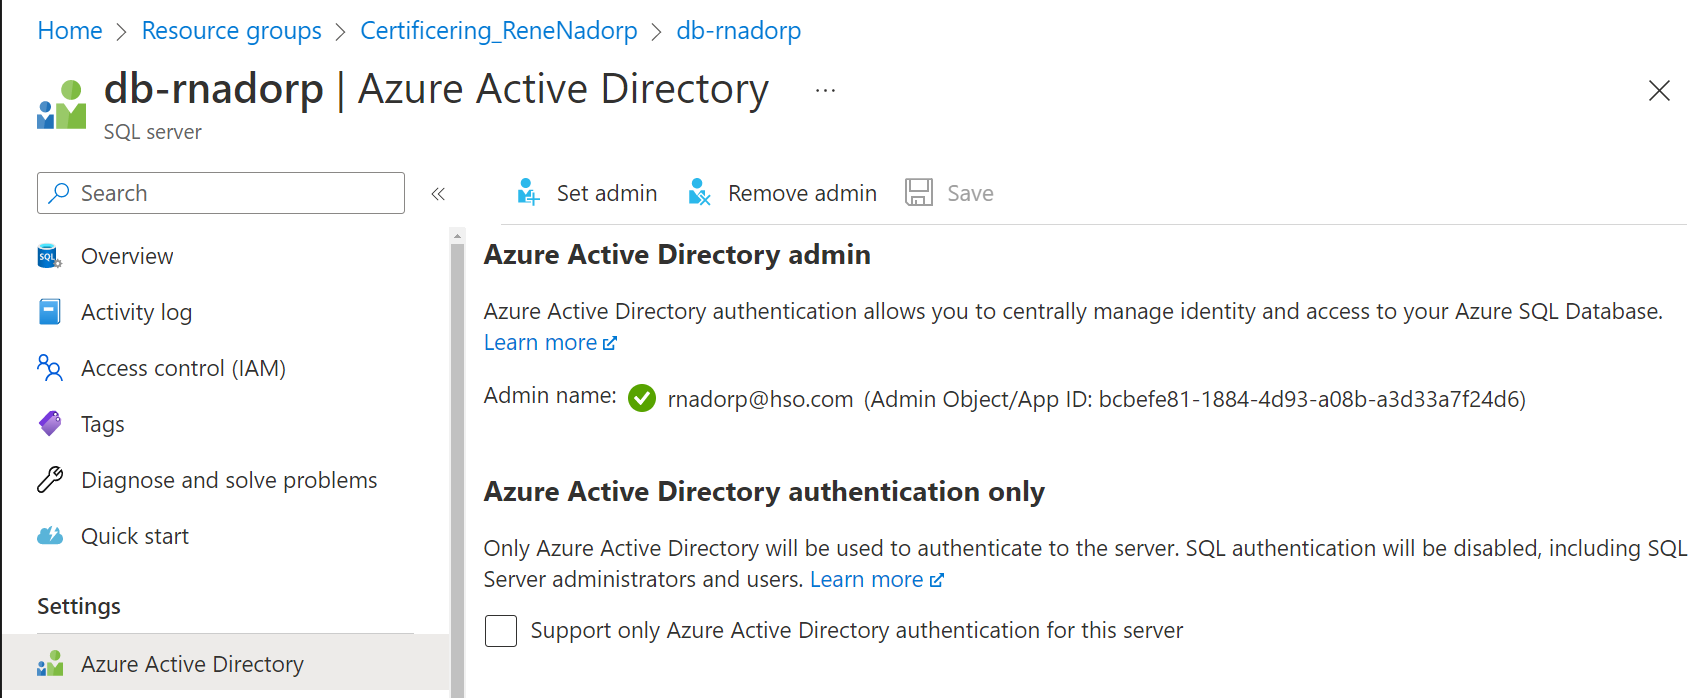 Home > Resource groups > Certificering_ReneNadorp > db-rnadorp
db-rnadorp | Azure Active Directory ...
SQL server
Search
«
Set admin Remove admin Save
Overview
Activity log
Access control (IAM)
Tags
Diagnose and solve problems
Quick start
Settings
Azure Active Directory
Azure Active Directory admin
Azure Active Directory authentication allows you to centrally manage identity and access to your Azure SQL Database.
Learn more
Admin name: rnadorp@hso.com (Admin Object/App ID: bcbefe81-1884-4d93-a08b-a3d33a7f24d6)
Azure Active Directory authentication only
Only Azure Active Directory will be used to authenticate to the server. SQL authentication will be disabled, including SQL
Server administrators and users. Learn more
Support only Azure Active Directory authentication for this server